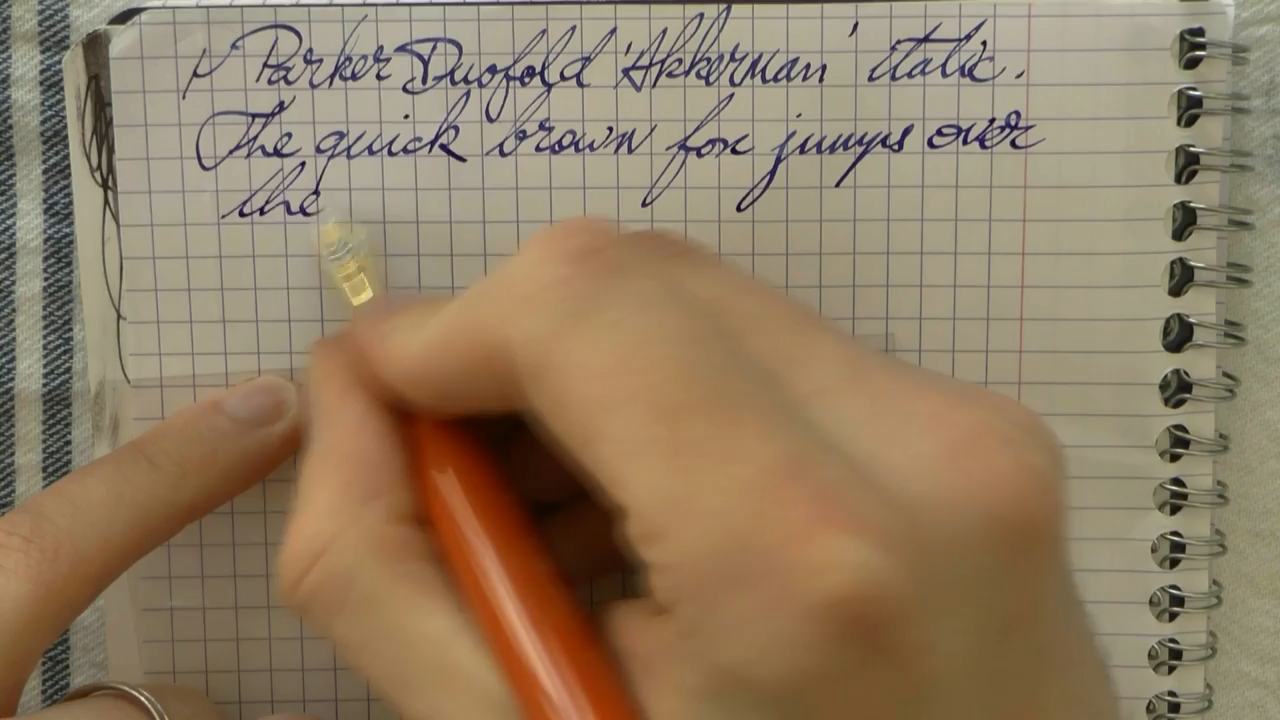 Parker Duofold 'Akkerman' italic.
The quick brown fox jumps over
the